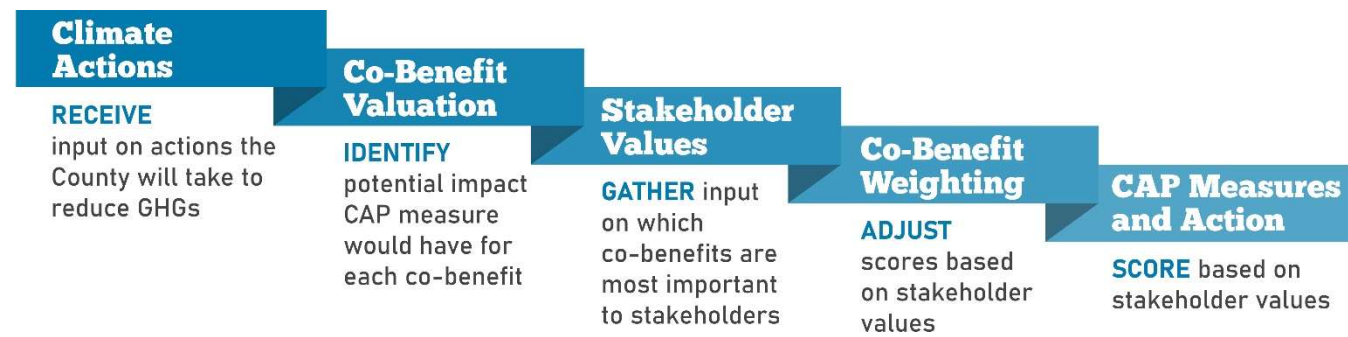 Climate
Actions
RECEIVE
input on actions the
County will take to
reduce GHGs
Co-Benefit
Valuation
IDENTIFY
potential impact
CAP measure
would have for
each co-benefit
Stakeholder
Values
GATHER input
on which
co-benefits are
most important
to stakeholders
Co-Benefit
Weighting
ADJUST
scores based
on stakeholder
values
CAP Measures
and Action
SCORE based on
stakeholder values